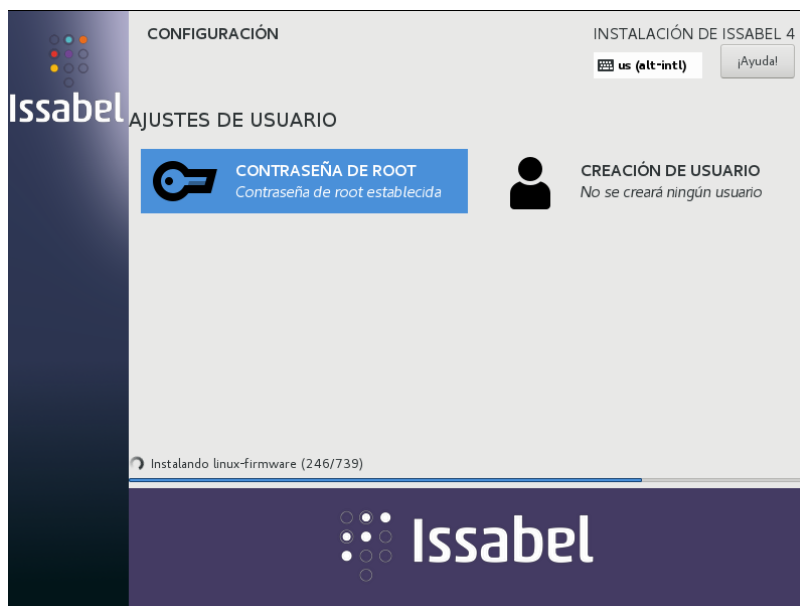 CONFIGURACIÓN
INSTALACIÓN DE ISSABEL 4
us (alt-intl)
¡Ayuda!
Issabel
AJUSTES DE USUARIO
CONTRASEÑA DE ROOT
Contraseña de root establecida
CREACIÓN DE USUARIO
No se creará ningún usuario
Instalando linux-firmware (246/739)
Issabel